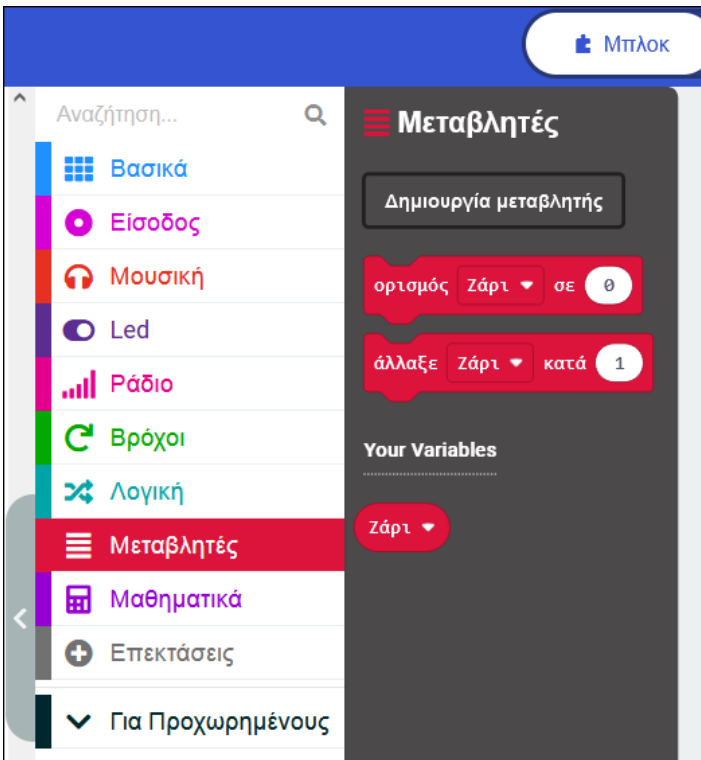 Μπλοκ
Αναζήτηση...
Βασικά
Είσοδος
Μουσική
Led
Ράδιο
Βρόχοι
Λογική
Μεταβλητές
Μαθηματικά
Επεκτάσεις
Για Προχωρημένους
Μεταβλητές
Δημιουργία μεταβλητής
ορισμός Ζάρι σε 0
άλλαξε Ζάρι κατά 1
Your Variables
Ζάρι